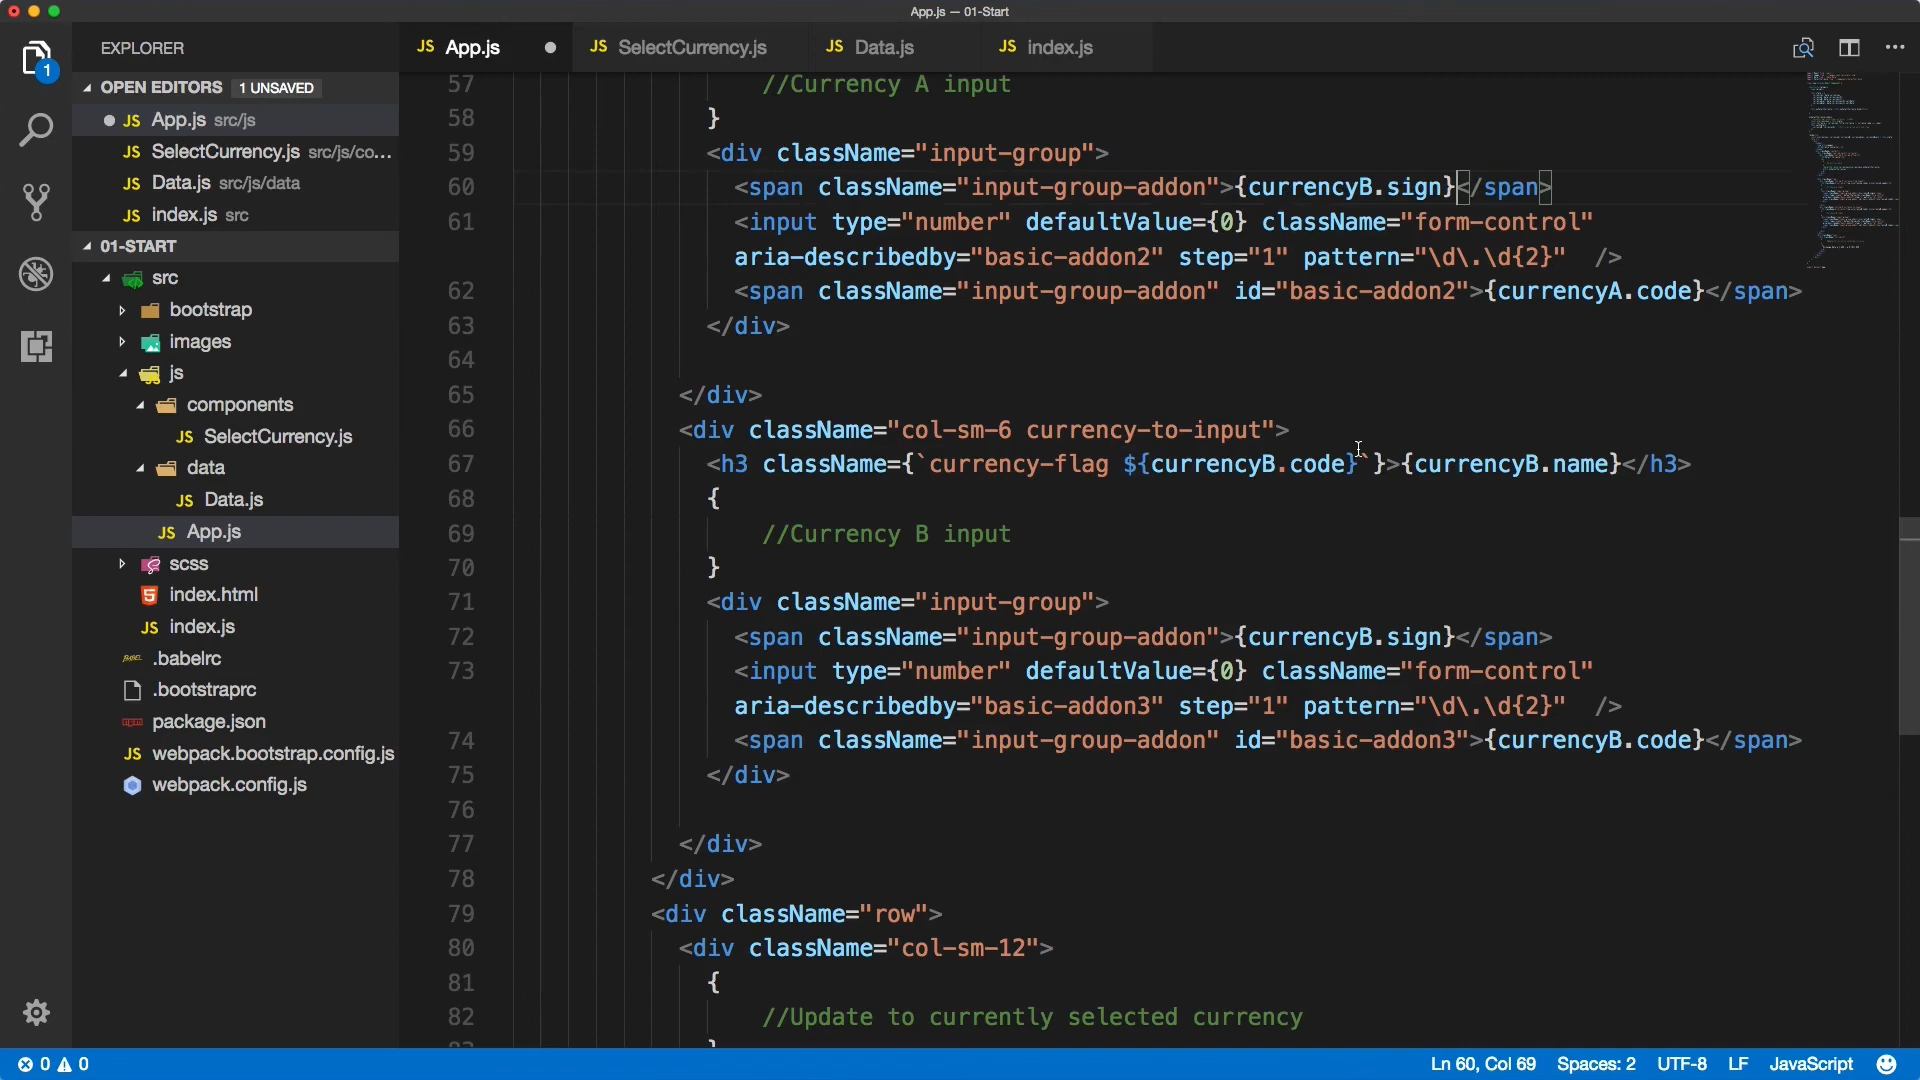 App.js — 01-Start
EXPLORER
OPEN EDITORS 1 UNSAVED
App.js src/js
SelectCurrency.js src/js/co...
Data.js src/js/data
index.js src
01-START
src
bootstrap
images
js
components
SelectCurrency.js
data
Data.js
App.js
scss
index.html
index.js
.babelrc
.bootstraprc
package.json
webpack.bootstrap.config.js
webpack.config.js
1
JS App.js
JS SelectCurrency.js
JS Data.js
JS index.js
57 //Currency A input
58 }
59 <div className="input-group">
60 <span className="input-group-addon">{currencyB.sign}</span>
61 <input type="number" defaultValue={0} className="form-control"
aria-describedby="basic-addon2" step="1" pattern="\d\.\d{2}" />
62 <span className="input-group-addon" id="basic-addon2">{currencyA.code}</span>
63 </div>
64
65 </div>
66 <div className="col-sm-6 currency-to-input">
67 <h3 className={`currency-flag ${currencyB.code}`}>{currencyB.name}</h3>
68 {
69 //Currency B input
70 }
71 <div className="input-group">
72 <span className="input-group-addon">{currencyB.sign}</span>
73 <input type="number" defaultValue={0} className="form-control"
aria-describedby="basic-addon3" step="1" pattern="\d\.\d{2}" />
74 <span className="input-group-addon" id="basic-addon3">{currencyB.code}</span>
75 </div>
76
77 </div>
78 </div>
79 <div className="row">
80 <div className="col-sm-12">
81 {
82 //Update to currently selected currency
0 0
Ln 60, Col 69 Spaces: 2 UTF-8 LF JavaScript